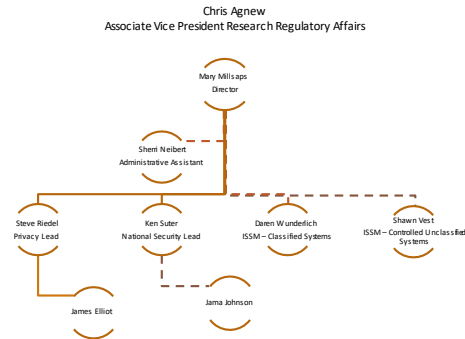 Chris Agnew
Associate Vice President Research Regulatory Affairs
Mary Millsaps
Director
Sherri Neibert
Administrative Assistant
Steve Riedel
Privacy Lead
Ken Suter
National Security Lead
Daren Wunderlich
ISSM – Classified Systems
Shawn Vest
ISSM – Controlled Unclassified
Systems
James Elliot
Jama Johnson